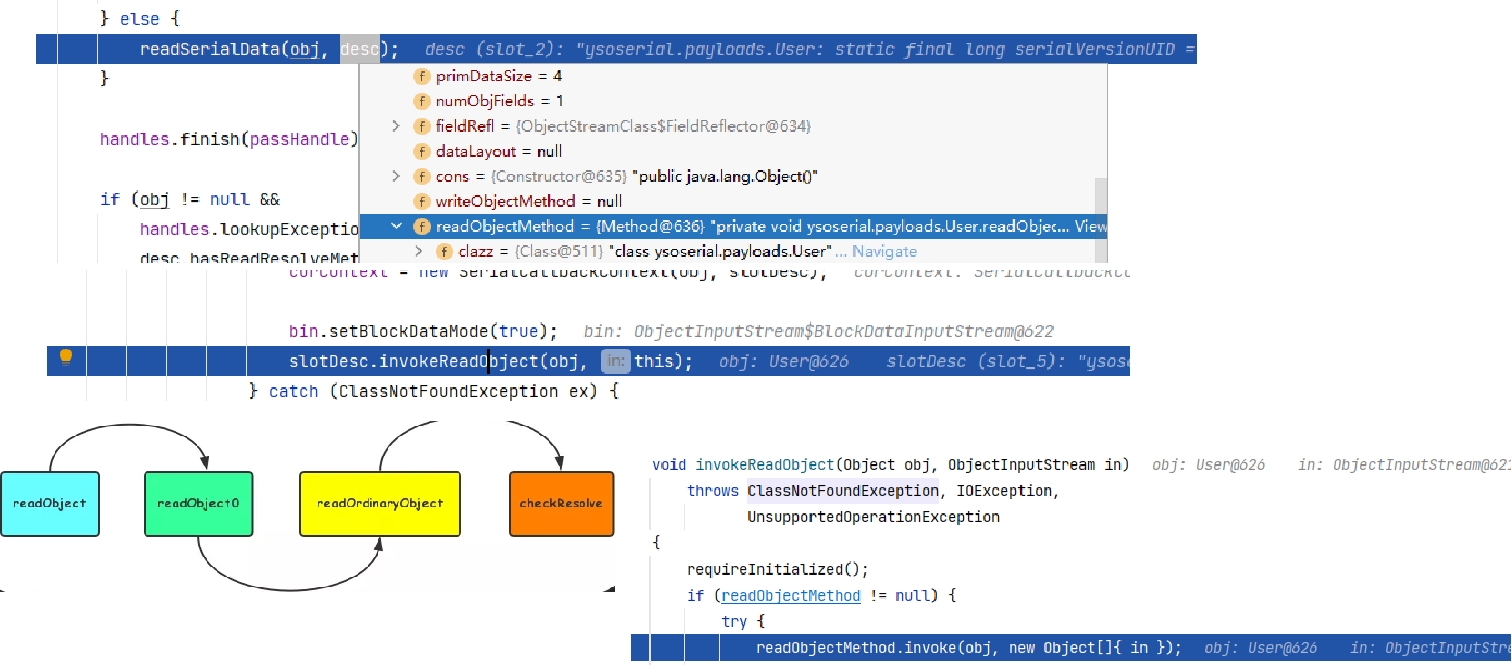 } else {
readSerialData(obj, desc); desc (slot_2): "ysoserial.payloads.User: static final long serialVersionUID =
}
f primDataSize = 4
f numObjFields = 1
f fieldRefl = {ObjectStreamClass$FieldReflector@634}
handles.finish(passHandle)
f dataLayout = null
f cons = {Constructor@635} "public java.lang.Object()"
if (obj != null &&
f writeObjectMethod = null
handles.lookupExceptio
f readObjectMethod = {Method@636} "private void ysoserial.payloads.User.readObjec... View
desc.hasReadResolveMet
f clazz = {Class@511} "class ysoserial.payloads.User"... Navigate
curContext = new SerialCallbackContext(obj, slotDesc); curContext: SerialCallbackCo
bin.setBlockDataMode(true); bin: ObjectInputStream$BlockDataInputStream@622
slotDesc.invokeReadObject(obj, in: this); obj: User@626 slotDesc (slot_5): "ysose
} catch (ClassNotFoundException ex) {
readObject
readObject0
readOrdinaryObject
checkResolve
void invokeReadObject(Object obj, ObjectInputStream in) obj: User@626 in: ObjectInputStream@622
throws ClassNotFoundException, IOException,
UnsupportedOperationException
{
requireInitialized();
if (readObjectMethod != null) {
try {
readObjectMethod.invoke(obj, new Object[]{ in }); obj: User@626 in: ObjectInputStre